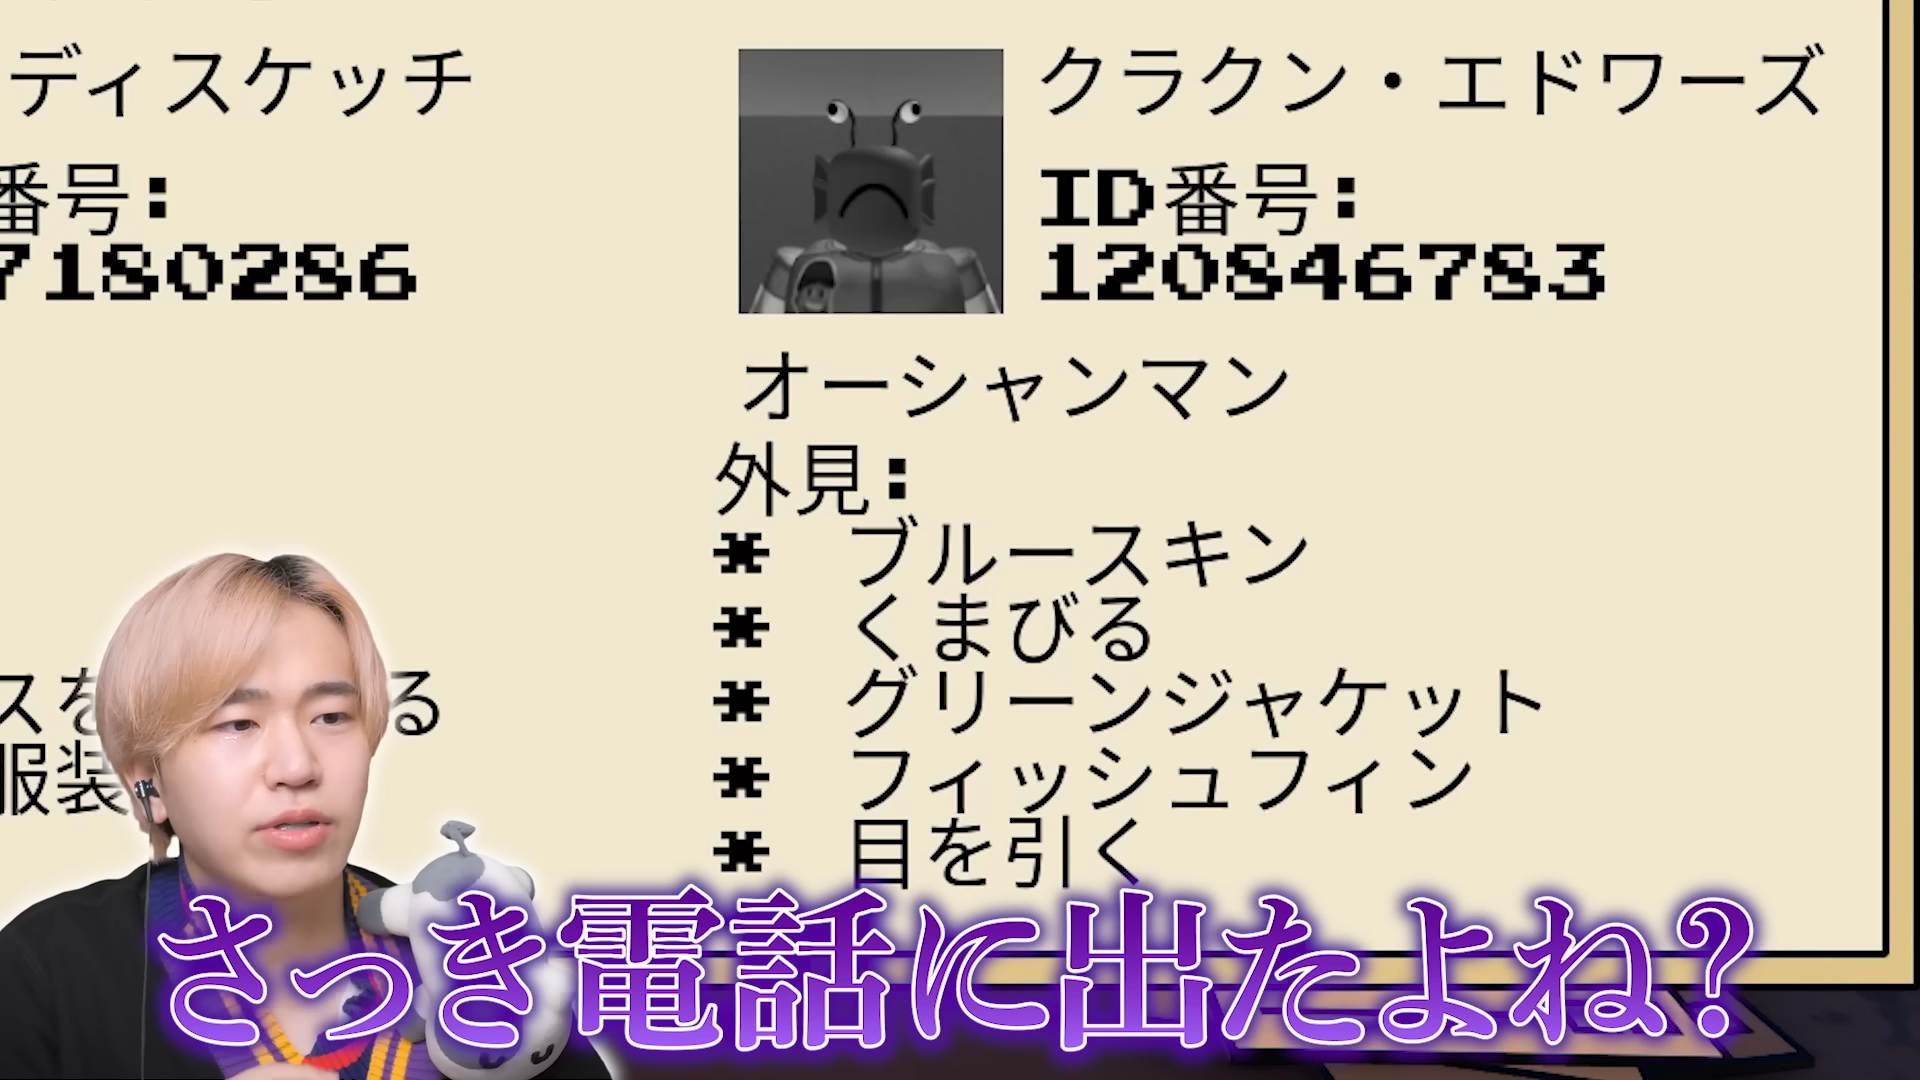 ディスケッチ
番号:
7180286
スを
る
服装
クラクン・エドワーズ
ID番号:
120846783
オーシャンマン
外見:
* ブルースキン
* くまびる
* グリーンジャケット
* フィッシュフィン
* 目を引く
さっき電話に出たよね?